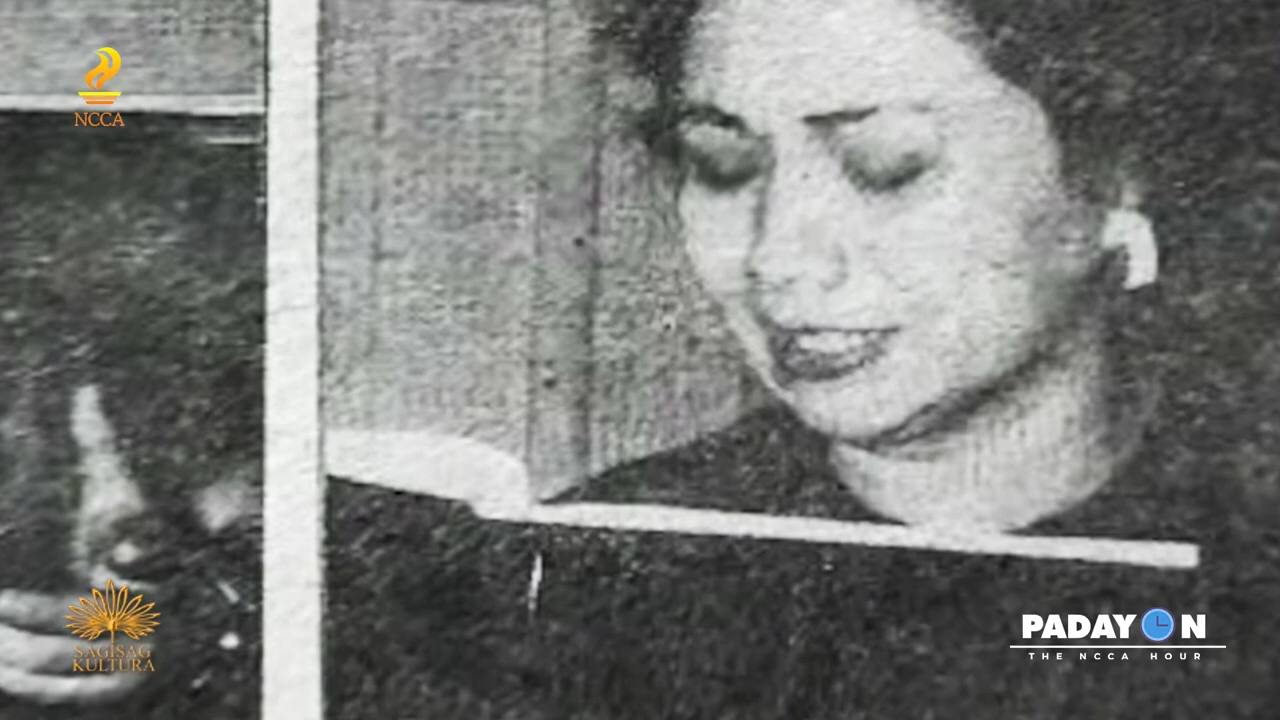 NCCA
SAGISAG
KULTURA
PADAYON
THE NCCA HOUR